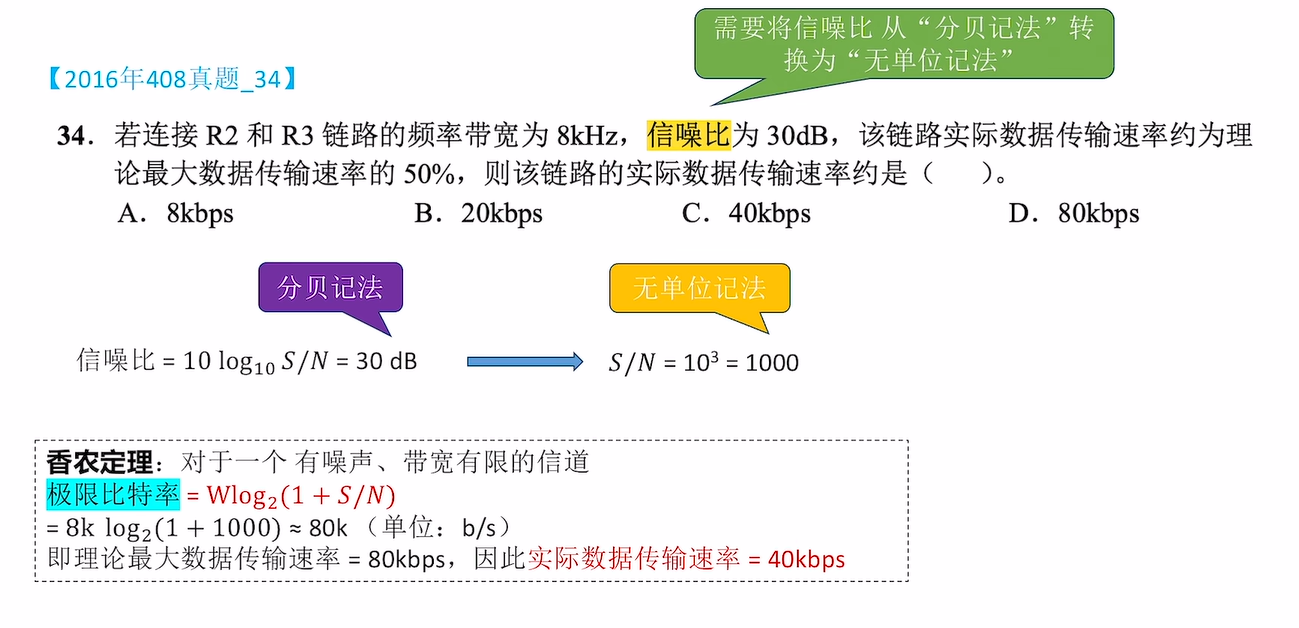 需要将信噪比 从“分贝记法”转
换为“无单位记法”
【2016年408真题_34】
34. 若连接 R2 和 R3 链路的频率带宽为 8kHz，信噪比为 30dB，该链路实际数据传输速率约为理
论最大数据传输速率的 50%，则该链路的实际数据传输速率约是（ ）。
A. 8kbps B. 20kbps C. 40kbps D. 80kbps
分贝记法 无单位记法
信噪比 = 10 log₁₀ S/N = 30 dB S/N = 10³ = 1000
香农定理：对于一个 有噪声、带宽有限的信道
极限比特率 = Wlog₂(1 + S/N)
= 8k log₂(1 + 1000) ≈ 80k （单位：b/s）
即理论最大数据传输速率 = 80kbps，因此实际数据传输速率 = 40kbps